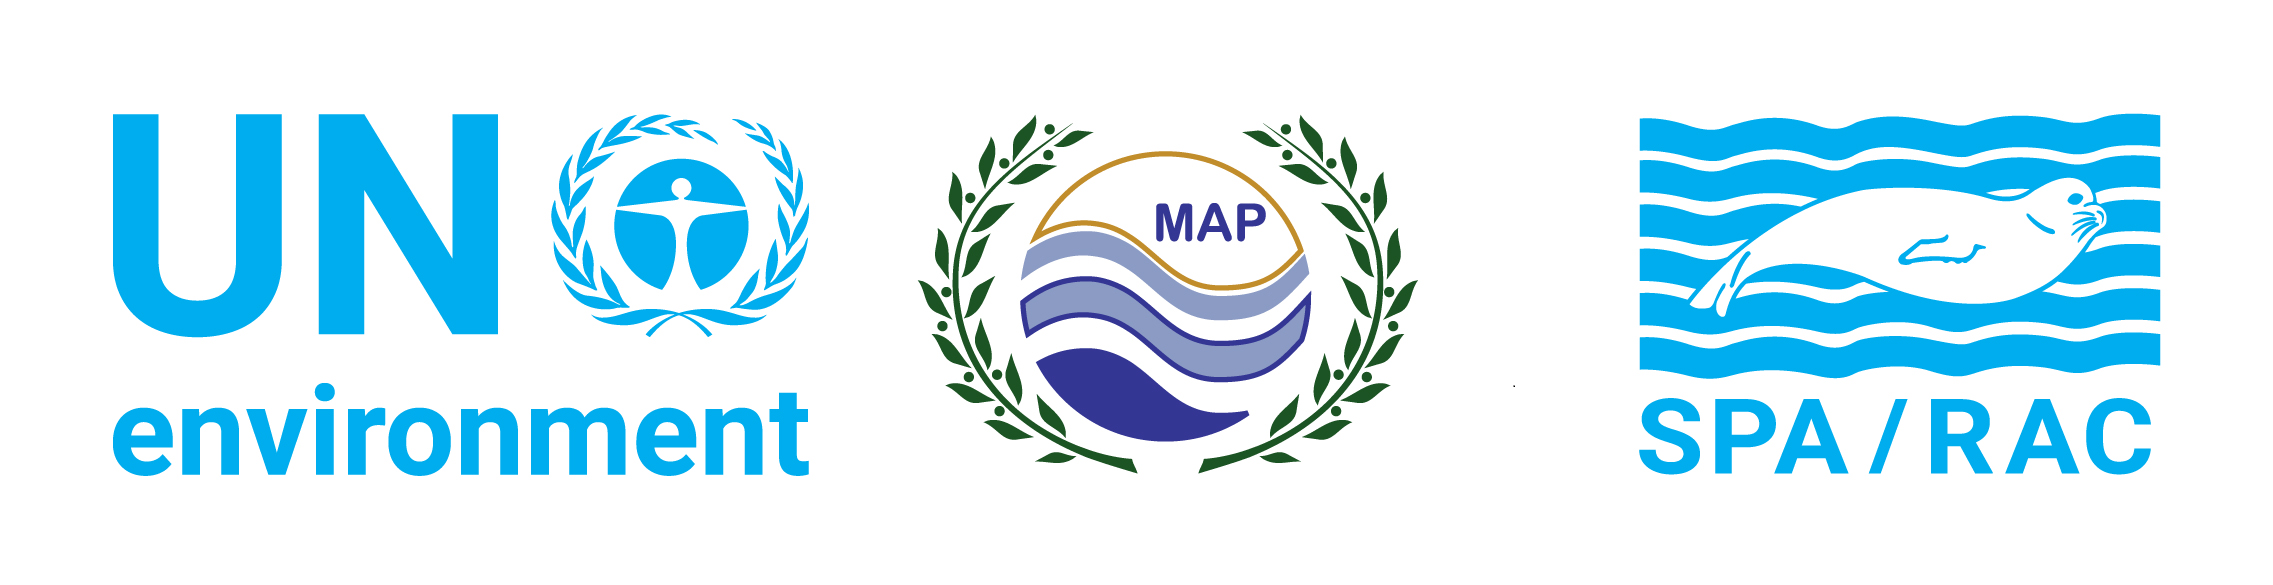 UN
environment
MAP
SPA/RAC